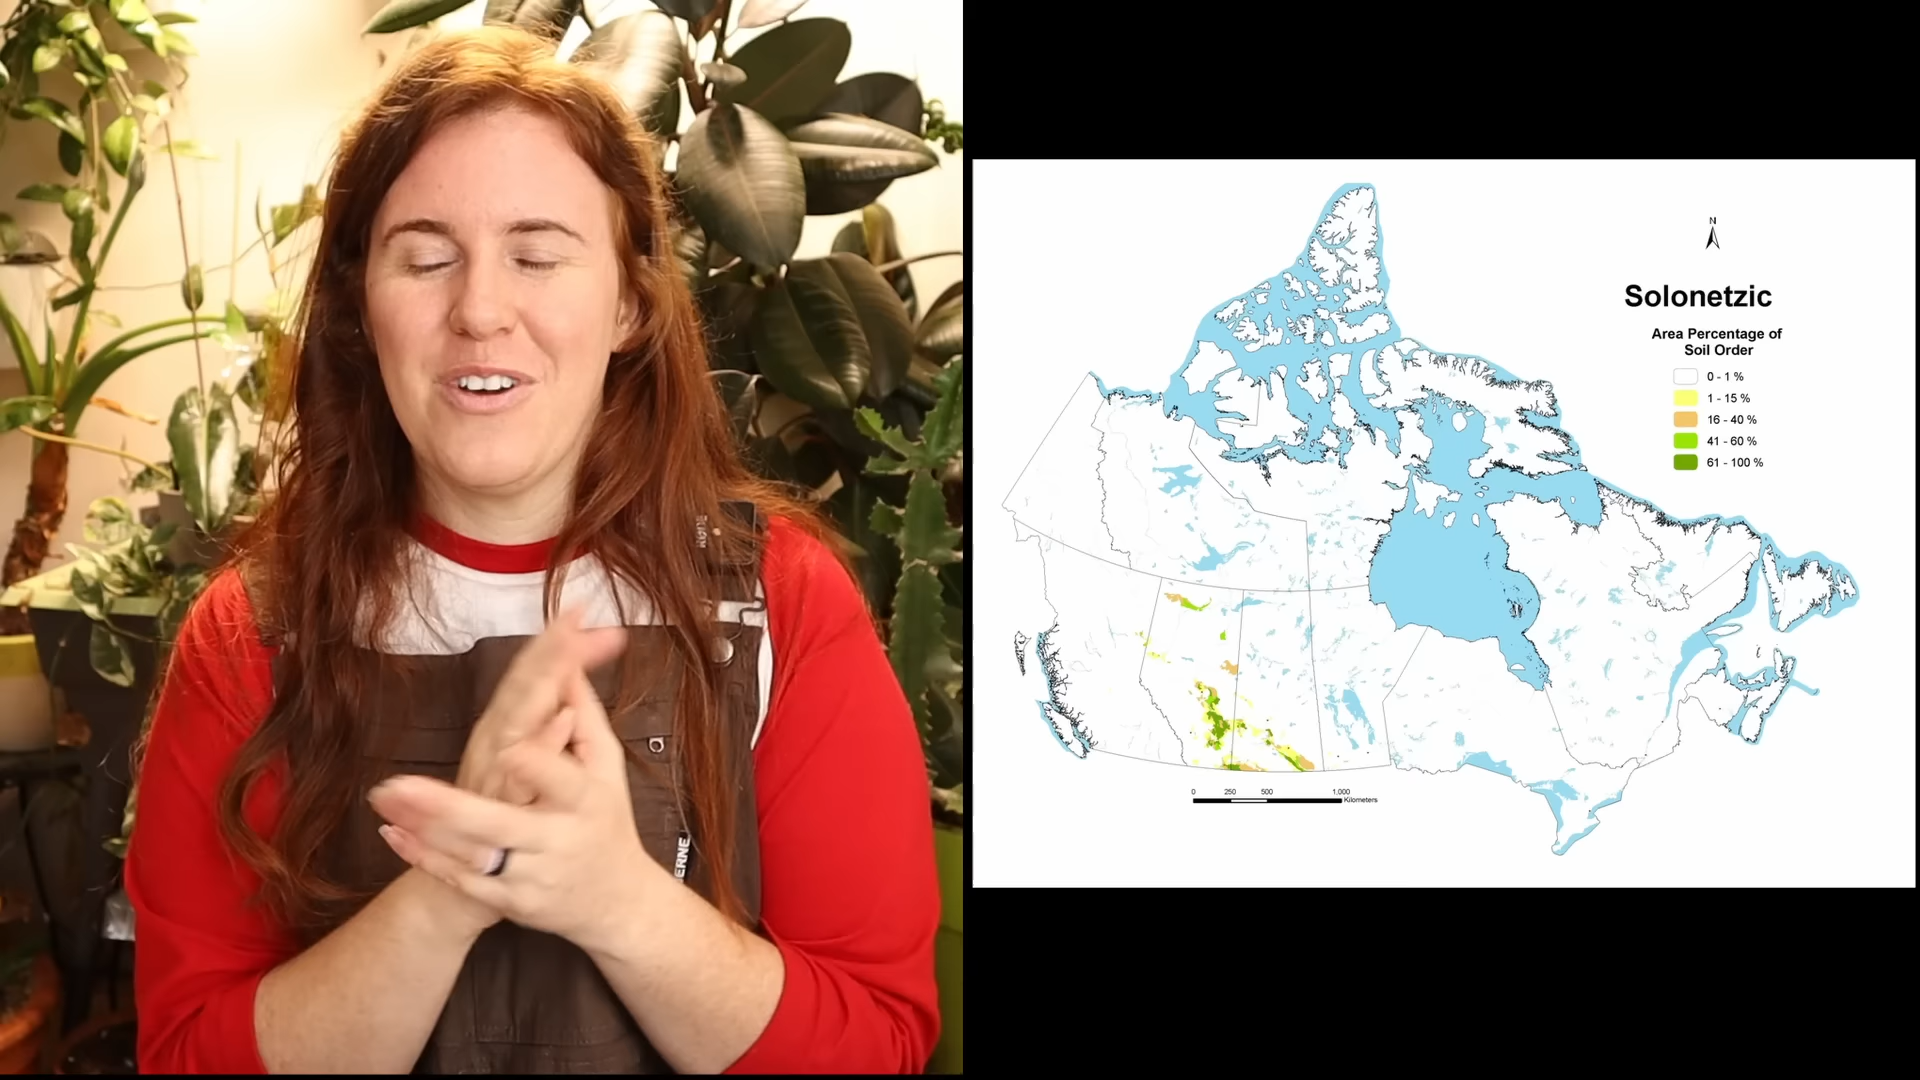 N
Solonetzic
Area Percentage of
Soil Order
0 - 1 %
1 - 15 %
16 - 40 %
41 - 60 %
61 - 100 %
0 250 500 1,000
Kilometers
ERNE